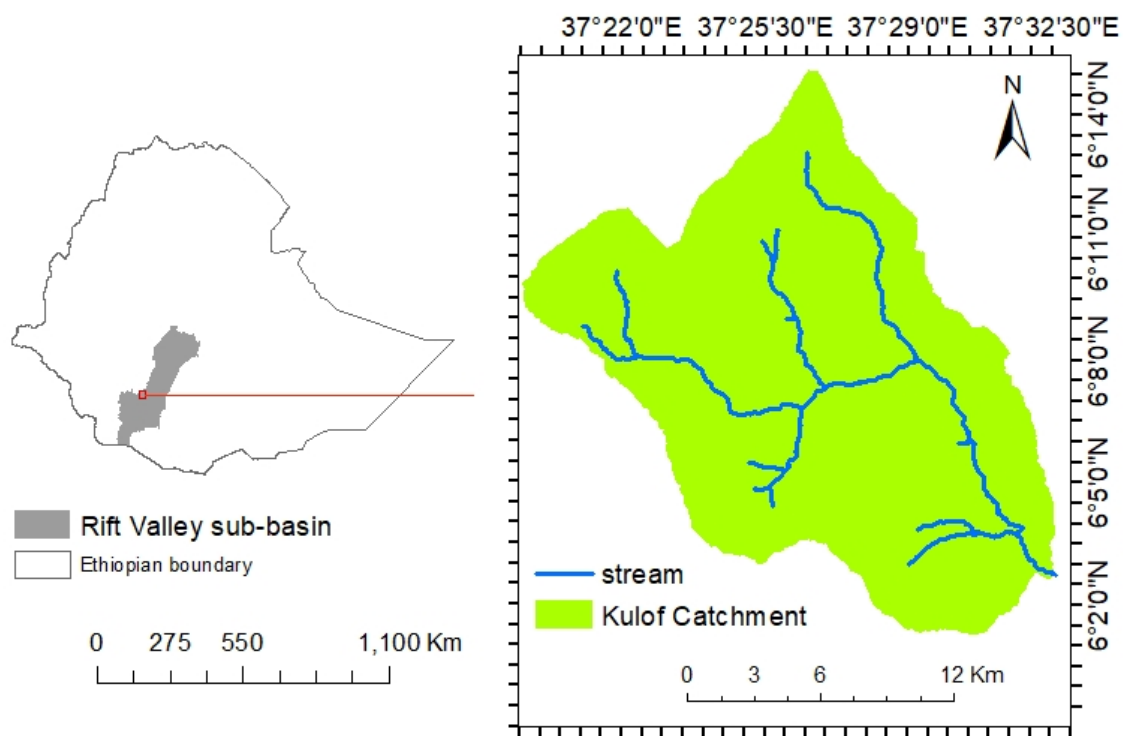 37°22'0"E 37°25'30"E 37°29'0"E 37°32'30"E
N
6°14'0"N
6°11'0"N
6°8'0"N
6°5'0"N
6°2'0"N
Rift Valley sub-basin
Ethiopian boundary
0 275 550 1,100 Km
stream
Kulof Catchment
0 3 6 12 Km